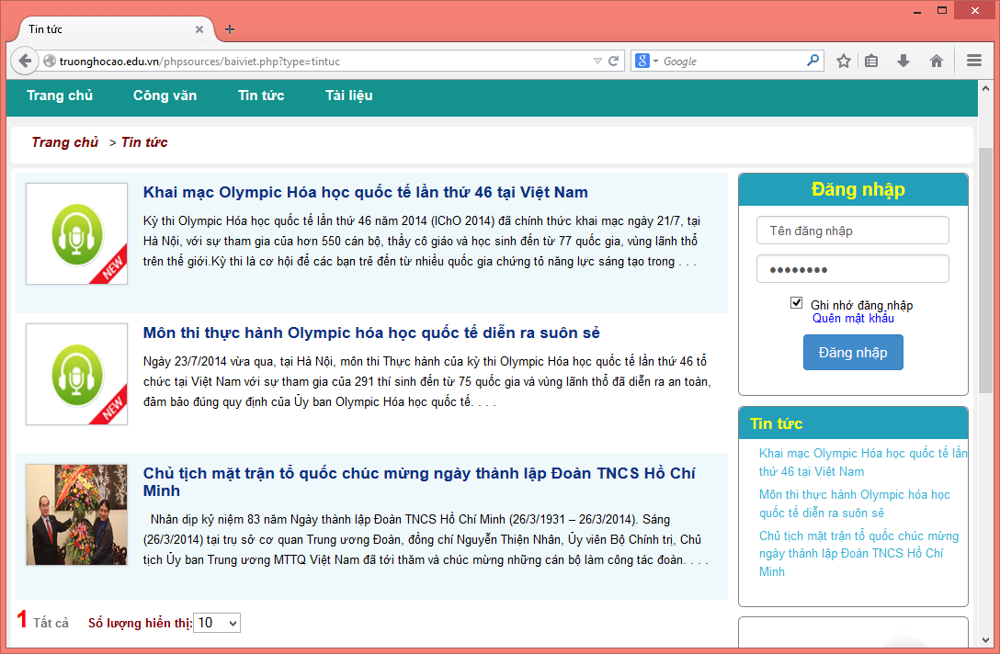 Tin tức
truonghocao.edu.vn/phpsources/baiviet.php?type=tintuc
Google
Trang chủ Công văn Tin tức Tài liệu
Trang chủ > Tin tức
Khai mạc Olympic Hóa học quốc tế lần thứ 46 tại Việt Nam
Kỳ thi Olympic Hóa học quốc tế lần thứ 46 năm 2014 (IChO 2014) đã chính thức khai mạc ngày 21/7, tại
Hà Nội, với sự tham gia của hơn 550 cán bộ, thầy cô giáo và học sinh đến từ 77 quốc gia, vùng lãnh thổ
trên thế giới.Kỳ thi là cơ hội để các bạn trẻ đến từ nhiều quốc gia chứng tỏ năng lực sáng tạo trong . . .
NEW
Môn thi thực hành Olympic hóa học quốc tế diễn ra suôn sẻ
Ngày 23/7/2014 vừa qua, tại Hà Nội, môn thi Thực hành của kỳ thi Olympic Hóa học quốc tế lần thứ 46 tổ
chức tại Việt Nam với sự tham gia của 291 thí sinh đến từ 75 quốc gia và vùng lãnh thổ đã diễn ra an toàn,
đảm bảo đúng quy định của Ủy ban Olympic Hóa học quốc tế. . . .
NEW
Chủ tịch mặt trận tổ quốc chúc mừng ngày thành lập Đoàn TNCS Hồ Chí
Minh
Nhân dịp kỷ niệm 83 năm Ngày thành lập Đoàn TNCS Hồ Chí Minh (26/3/1931 – 26/3/2014). Sáng
(26/3/2014) tại trụ sở cơ quan Trung ương Đoàn, đồng chí Nguyễn Thiện Nhân, Ủy viên Bộ Chính trị, Chủ
tịch Ủy ban Trung ương MTTQ Việt Nam đã tới thăm và chúc mừng những cán bộ làm công tác đoàn. . . .
1 Tất cả Số lượng hiển thị: 10
Đăng nhập
Tên đăng nhập
Ghi nhớ đăng nhập
Quên mật khẩu
Đăng nhập
Tin tức
Khai mạc Olympic Hóa học quốc tế lần
thứ 46 tại Việt Nam
Môn thi thực hành Olympic hóa học
quốc tế diễn ra suôn sẻ
Chủ tịch mặt trận tổ quốc chúc mừng
ngày thành lập Đoàn TNCS Hồ Chí
Minh